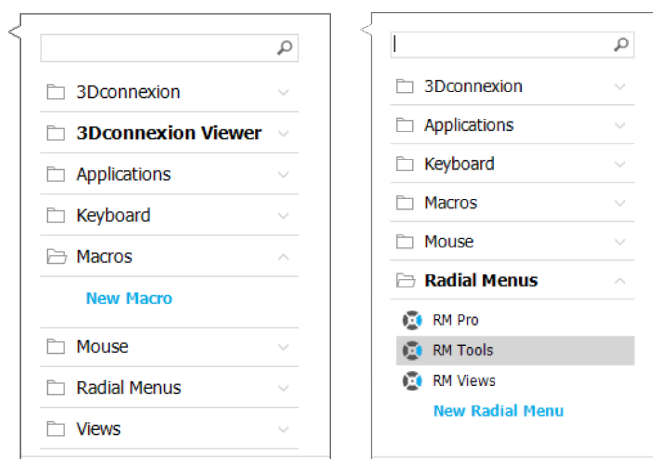 3Dconnexion
3Dconnexion Viewer
Applications
Keyboard
Macros
New Macro
Mouse
Radial Menus
Views
3Dconnexion
Applications
Keyboard
Macros
Mouse
Radial Menus
RM Pro
RM Tools
RM Views
New Radial Menu